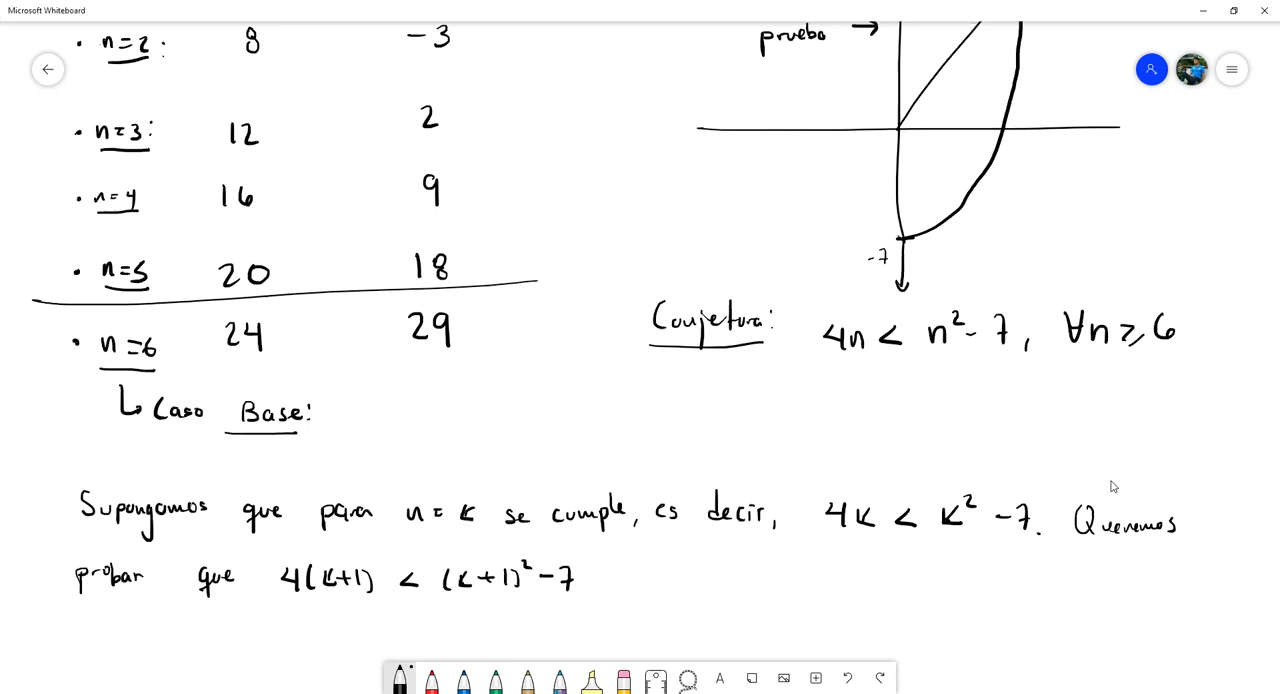 Microsoft Whiteboard
· n=2: 8 -3
prueba →
· n=3: 12 2
· n=4 16 9
· n=5 20 18
-7
· n=6 24 29
Conjetura: 4n < n² - 7, ∀n ≥ 6
↳ Caso Base:
Supongamos que para n = k se cumple, es decir, 4k < k² - 7. Queremos
probar que 4(k+1) < (k+1)² - 7
A